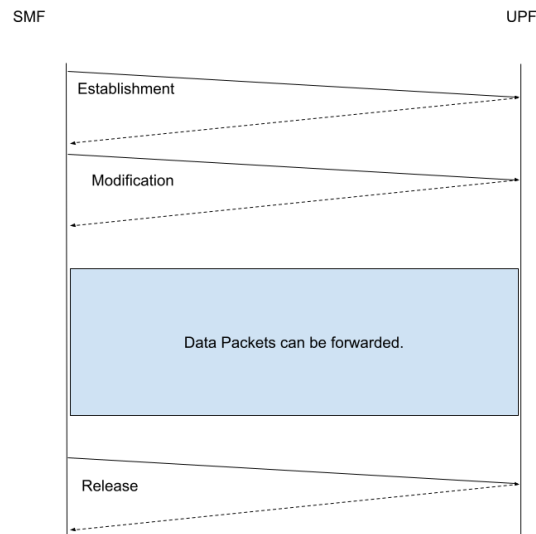 SMF
UPF
Establishment
Modification
Data Packets can be forwarded.
Release